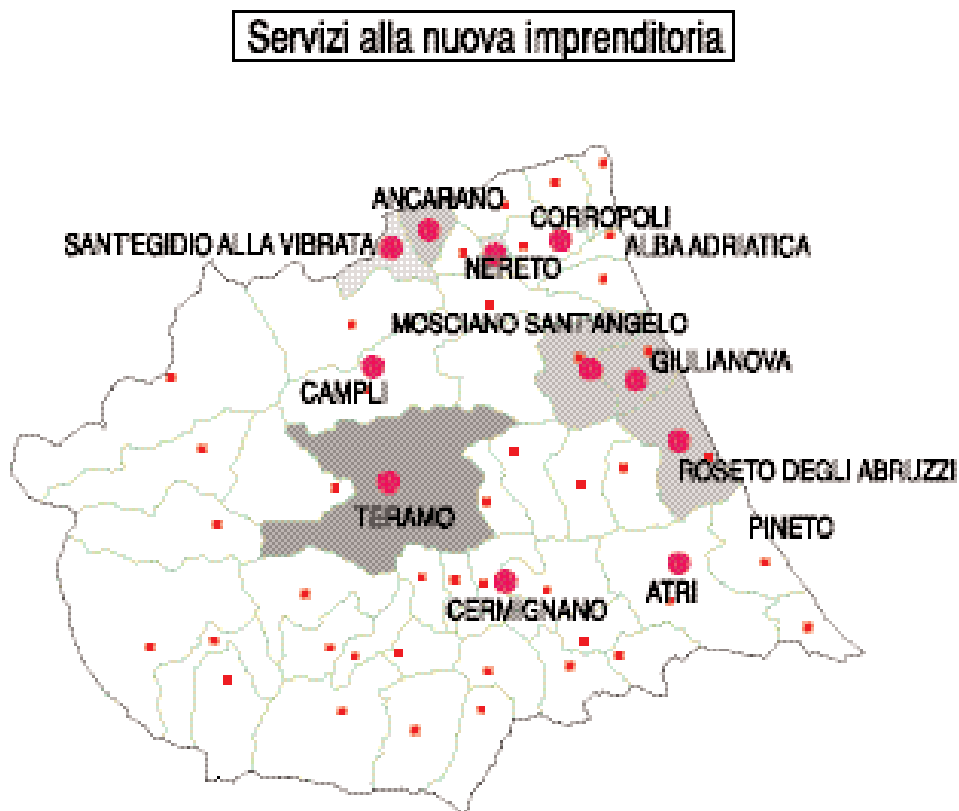 Servizi alla nuova imprenditoria
ANCARANO
CORROPOLI
SANT'EGIDIO ALLA VIBRATA
ALBA ADRIATICA
NERETO
MOSCIANO SANT'ANGELO
GIULIANOVA
CAMPLI
ROSETO DEGLI ABRUZZI
TERAMO
PINETO
ATRI
CERMIGNANO